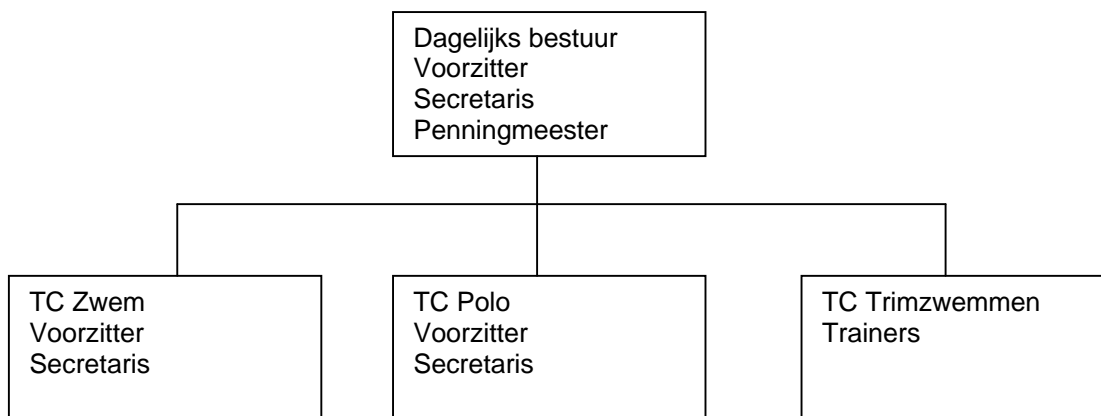 Dagelijks bestuur
Voorzitter
Secretaris
Penningmeester
TC Zwem
Voorzitter
Secretaris
TC Polo
Voorzitter
Secretaris
TC Trimzwemmen
Trainers